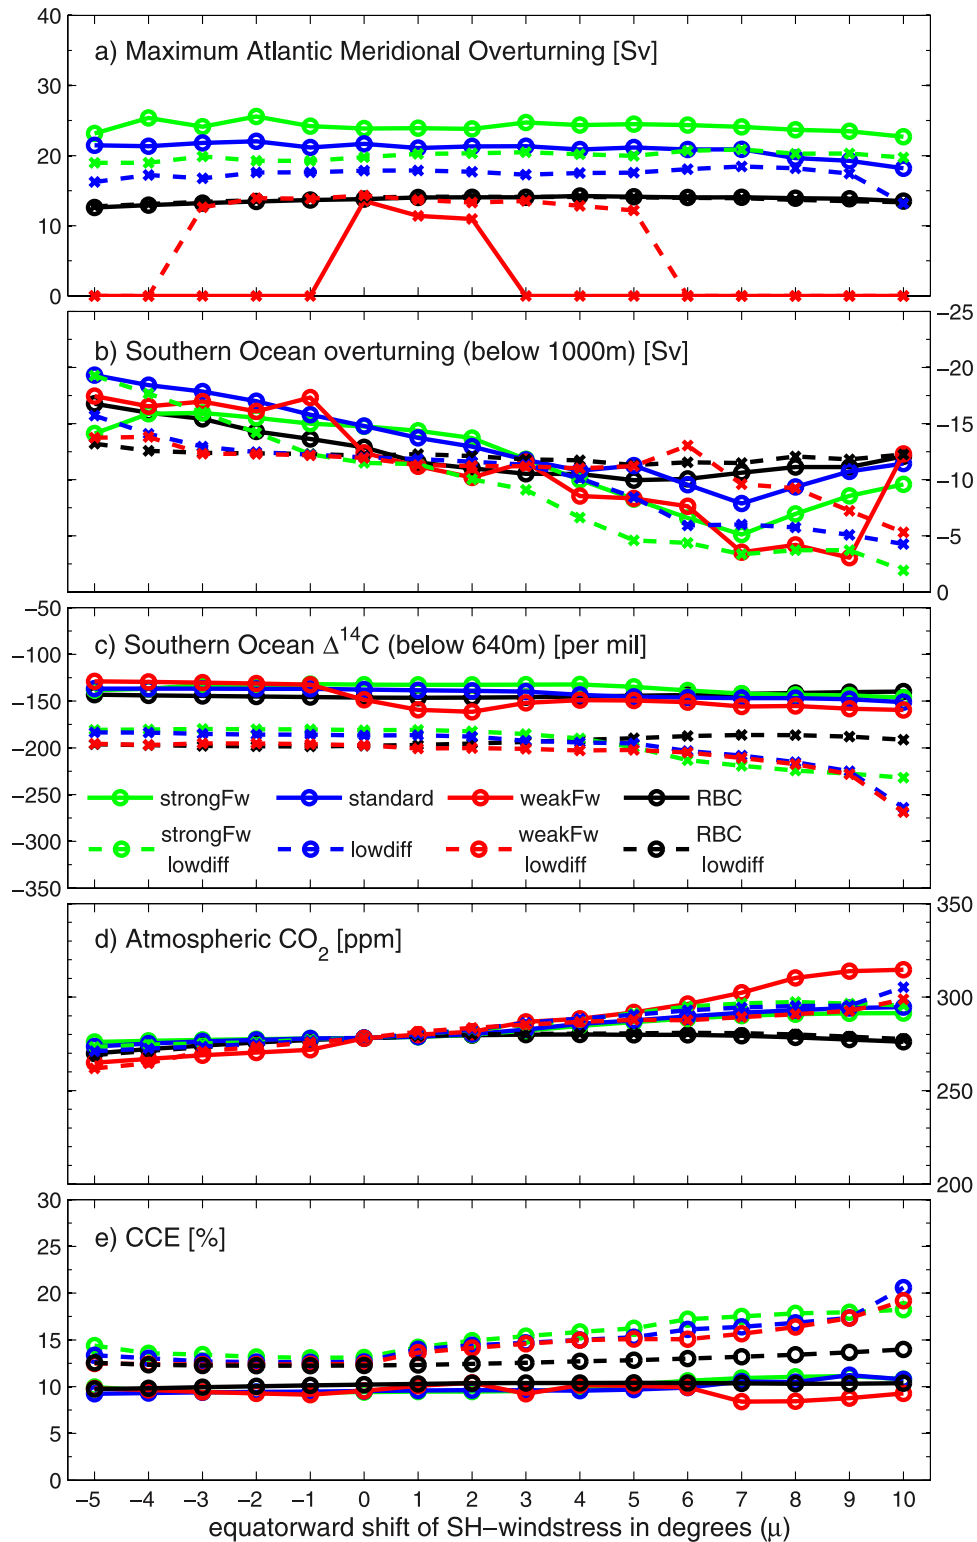 40
a) Maximum Atlantic Meridional Overturning [Sv]
30
20
10
0
−25
b) Southern Ocean overturning (below 1000m) [Sv]
−20
−15
−10
−5
0
−50
c) Southern Ocean Δ14C (below 640m) [per mil]
−100
−150
−200
−250
strongFw standard weakFw RBC
−300
strongFw lowdiff weakFw RBC
lowdiff lowdiff lowdiff
−350
350
d) Atmospheric CO2 [ppm]
300
250
200
30
e) CCE [%]
25
20
15
10
5
0
−5 −4 −3 −2 −1 0 1 2 3 4 5 6 7 8 9 10
equatorward shift of SH−windstress in degrees (μ)